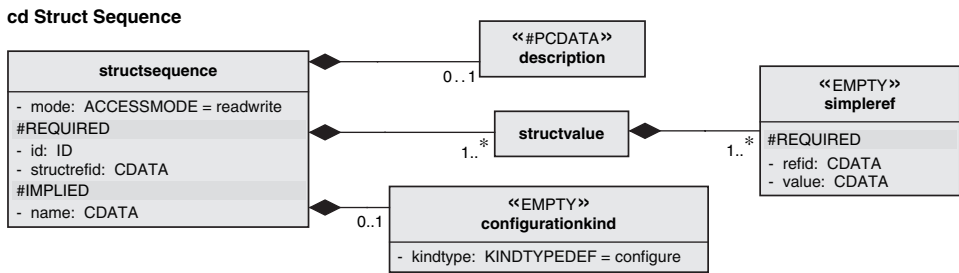 cd Struct Sequence
structsequence
- mode: ACCESSMODE = readwrite
#REQUIRED
- id: ID
- structrefid: CDATA
#IMPLIED
- name: CDATA
«#PCDATA»
description
0..1
structvalue
1..*
«EMPTY»
simpleref
#REQUIRED
- refid: CDATA
- value: CDATA
1..*
«EMPTY»
configurationkind
- kindtype: KINDTYPEDEF = configure
0..1